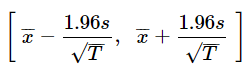 [ x̅ − 1.96s/√T, x̅ + 1.96s/√T ]